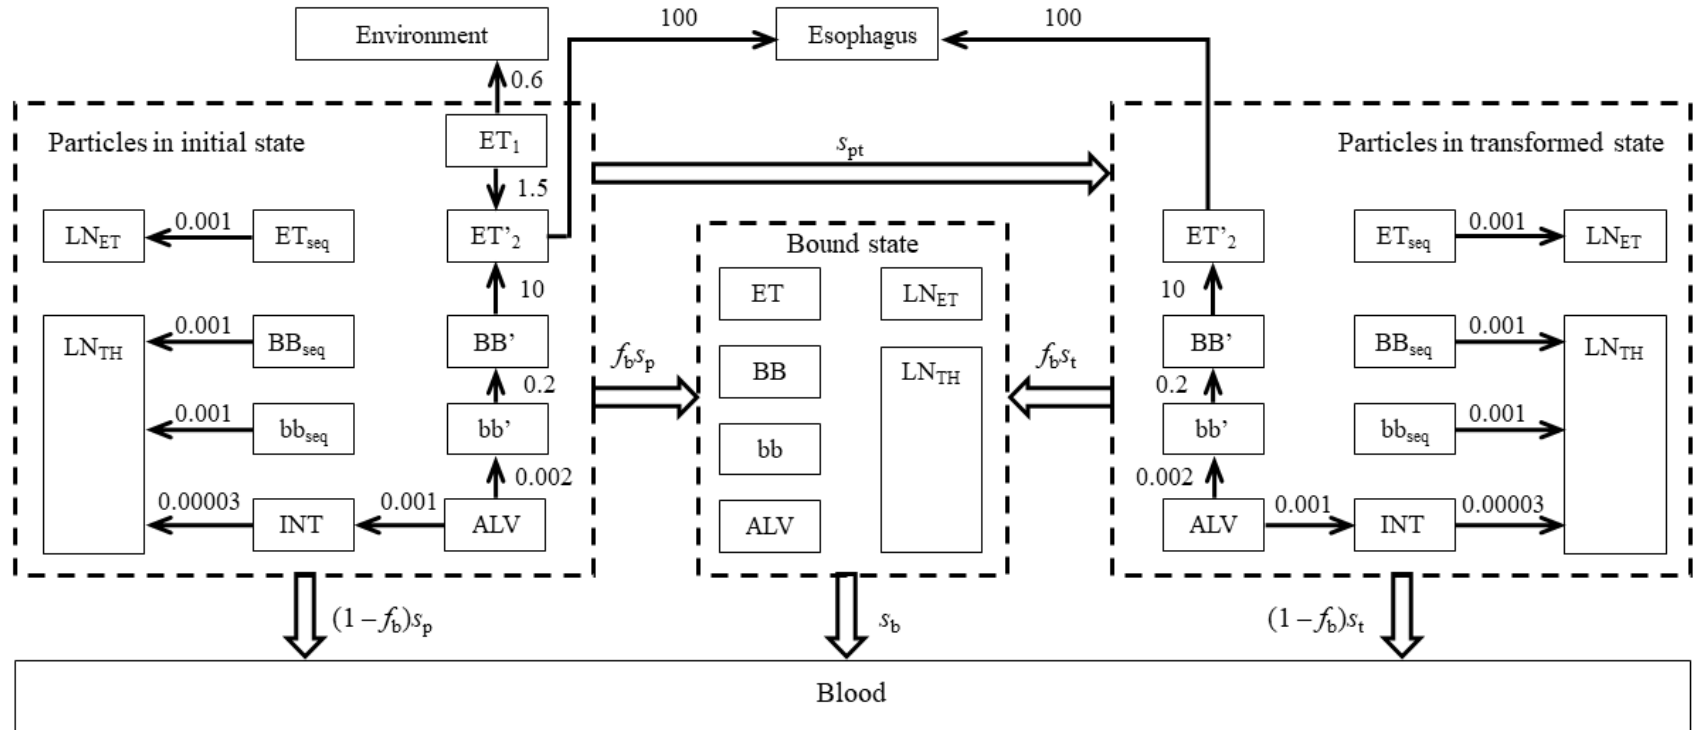 100
100
Environment
Esophagus
0.6
Particles in initial state
ET1
spt
Particles in transformed state
1.5
LNET
0.001
ETseq
ET’2
Bound state
ET’2
ETseq
0.001
LNET
10
ET
LNET
10
LNTH
0.001
BBseq
BB’
fbsp
BB
LNTH
fbst
BB’
BBseq
0.001
LNTH
0.2
0.2
0.001
bbseq
bb’
bb
bb’
bbseq
0.001
0.002
0.002
0.00003
INT
0.001
ALV
ALV
ALV
0.001
INT
0.00003
(1 – fb)sp
sb
(1 – fb)st
Blood